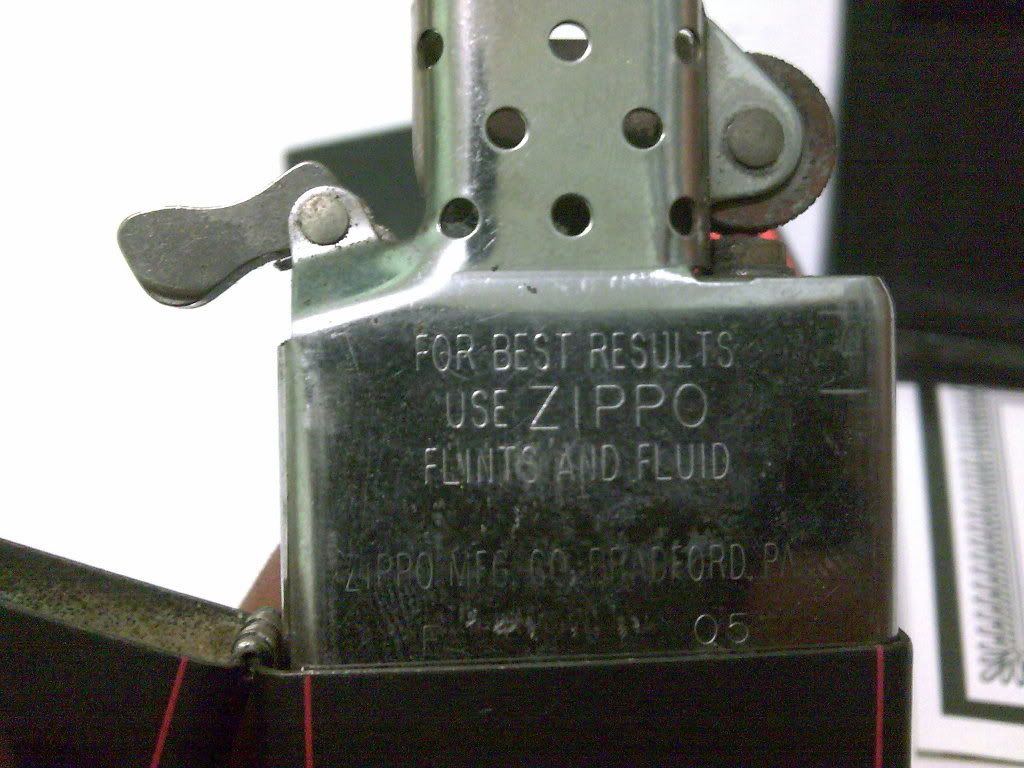 FOR BEST RESULTS
USE ZIPPO
FLINTS AND FLUID
ZIPPO MFG. CO. BRADFORD, PA
F 05